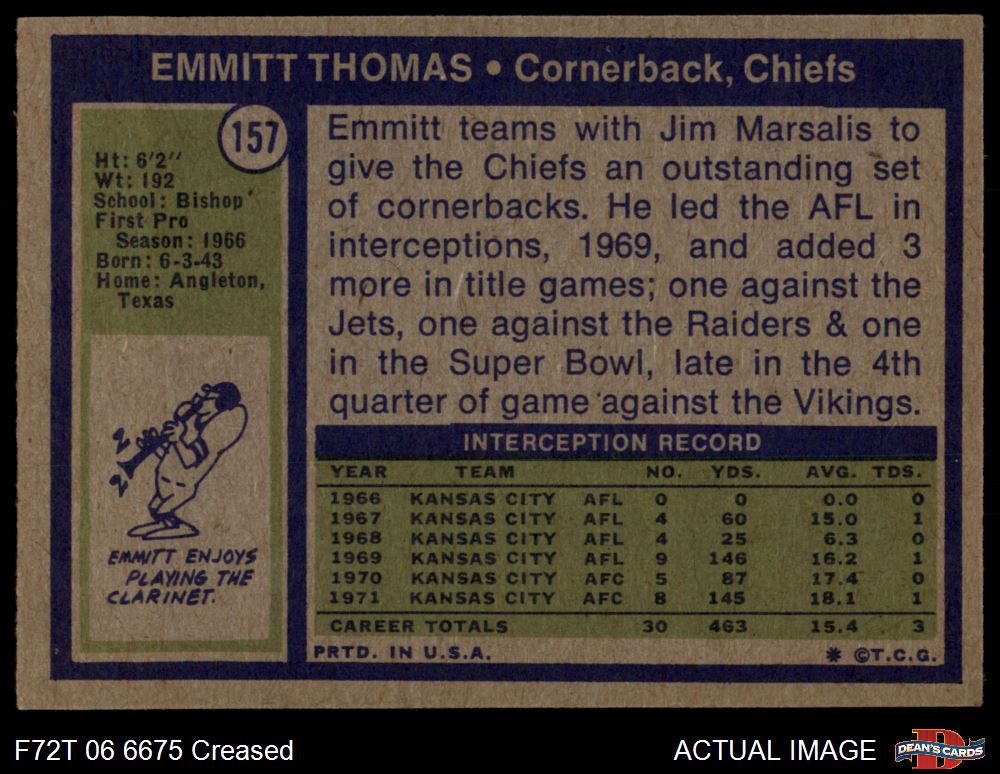 EMMITT THOMAS • Cornerback, Chiefs
157
Ht: 6'2"
Wt: 192
School: Bishop
First Pro
Season: 1966
Born: 6-3-43
Home: Angleton,
Texas
Emmitt teams with Jim Marsalis to
give the Chiefs an outstanding set
of cornerbacks. He led the AFL in
interceptions, 1969, and added 3
more in title games; one against the
Jets, one against the Raiders & one
in the Super Bowl, late in the 4th
quarter of game against the Vikings.
EMMITT ENJOYS
PLAYING THE
CLARINET.
INTERCEPTION RECORD
YEAR TEAM NO. YDS. AVG. TDS.
1966 KANSAS CITY AFL 0 0 0.0 0
1967 KANSAS CITY AFL 4 60 15.0 1
1968 KANSAS CITY AFL 4 25 6.3 0
1969 KANSAS CITY AFL 9 146 16.2 1
1970 KANSAS CITY AFC 5 87 17.4 0
1971 KANSAS CITY AFC 8 145 18.1 1
CAREER TOTALS 30 463 15.4 3
PRTD. IN U.S.A. * ©T.C.G.
F72T 06 6675 Creased
ACTUAL IMAGE
D
DEAN'S CARDS